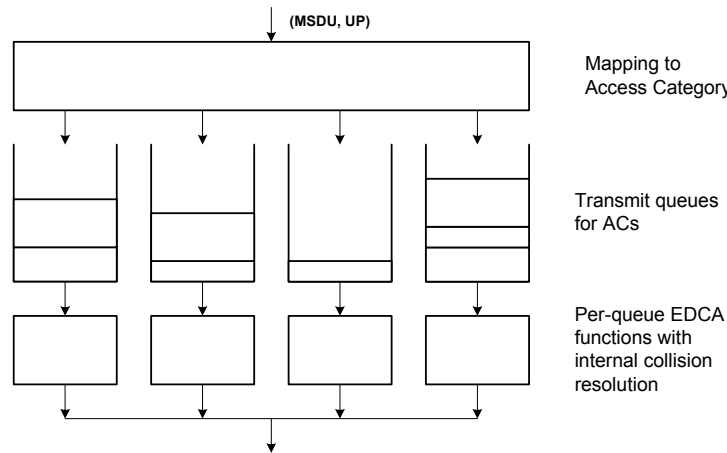 (MSDU, UP)
Mapping to
Access Category
Transmit queues
for ACs
Per-queue EDCA
functions with
internal collision
resolution